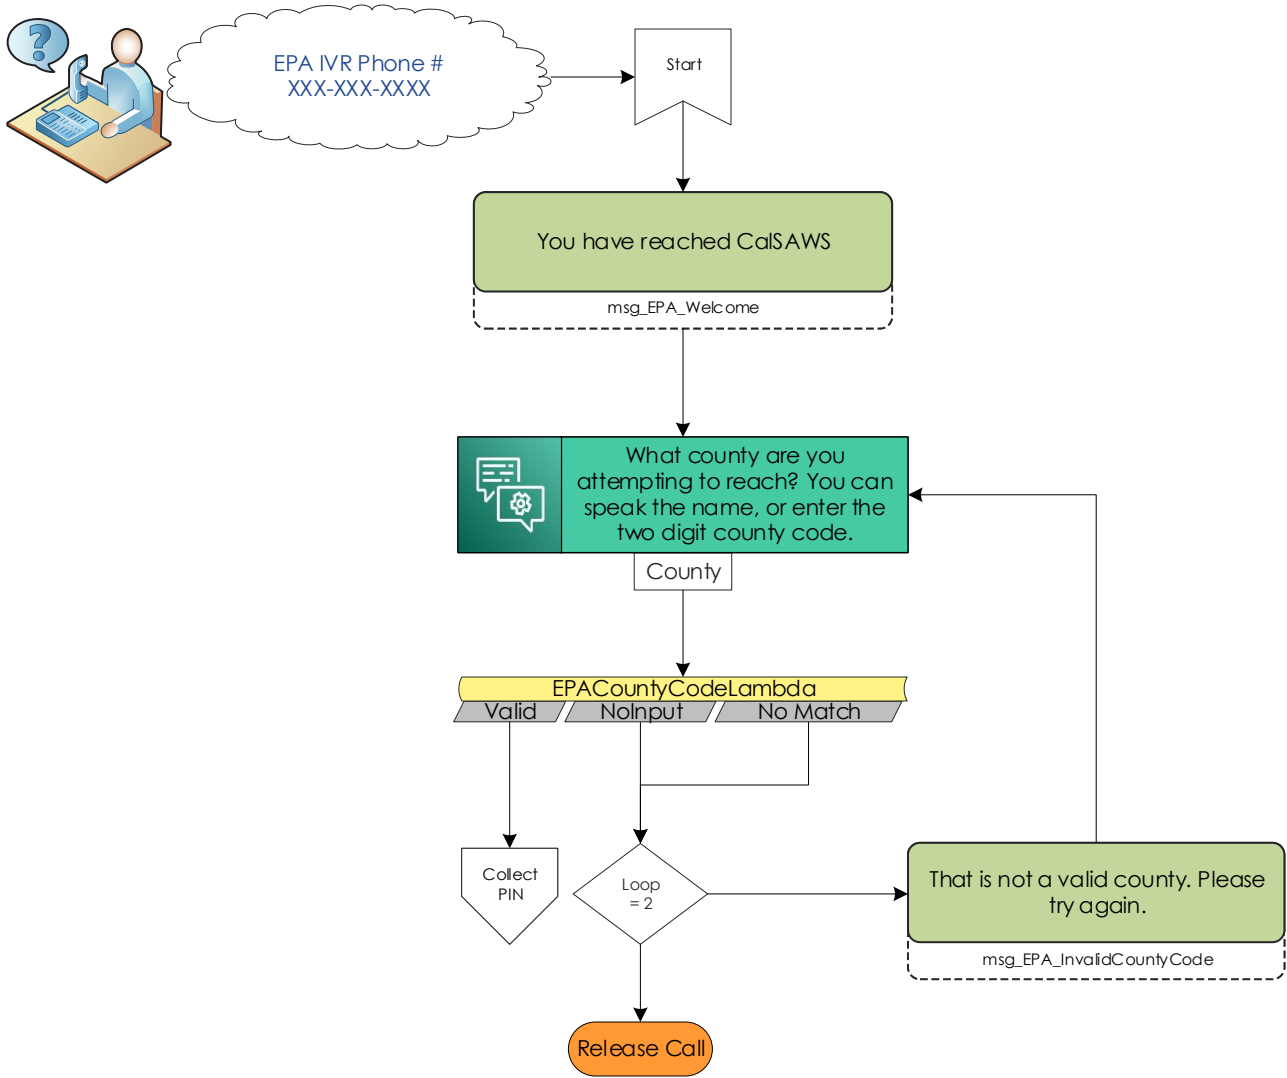 ?
EPA IVR Phone #
XXX-XXX-XXXX
Start
You have reached CalSAWS
msg_EPA_Welcome
What county are you
attempting to reach? You can
speak the name, or enter the
two digit county code.
County
EPACountyCodeLambda
Valid
NoInput
No Match
Collect
PIN
Loop
= 2
That is not a valid county. Please
try again.
msg_EPA_InvalidCountyCode
Release Call